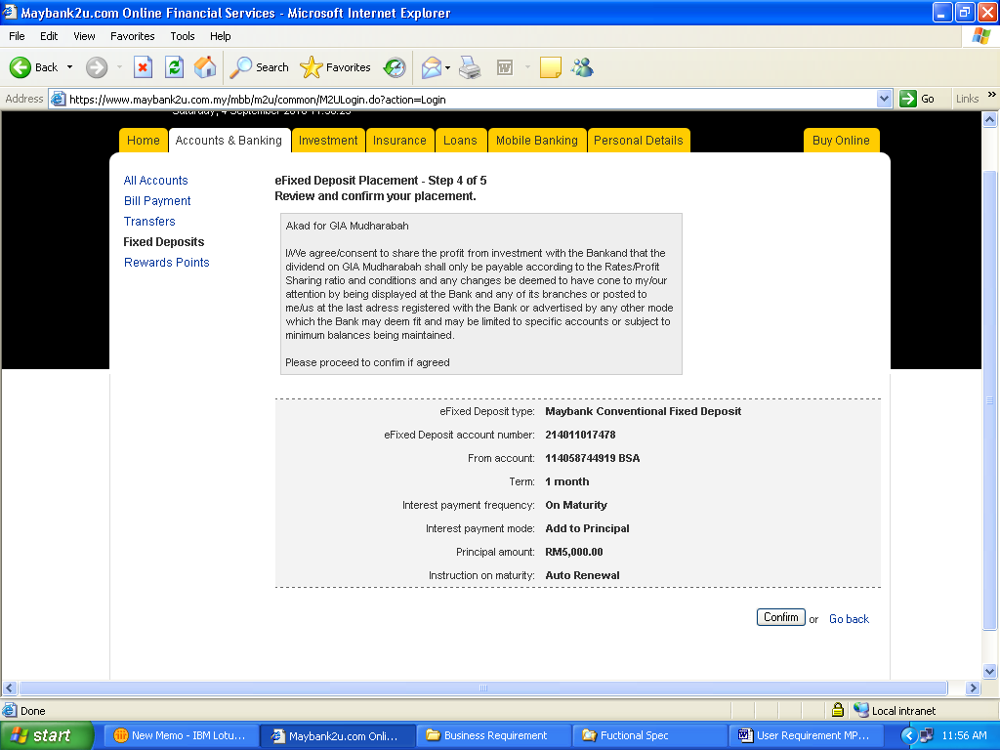 Maybank2u.com Online Financial Services - Microsoft Internet Explorer
File Edit View Favorites Tools Help
Back Search Favorites
Address https://www.maybank2u.com.my/mbb/m2u/common/M2ULogin.do?action=Login Go Links »
Saturday, 4 September 2010 11:56:25
Home Accounts & Banking Investment Insurance Loans Mobile Banking Personal Details Buy Online
All Accounts
Bill Payment
Transfers
Fixed Deposits
Rewards Points
eFixed Deposit Placement - Step 4 of 5
Review and confirm your placement.
Akad for GIA Mudharabah
I/We agree/consent to share the profit from investment with the Bankand that the
dividend on GIA Mudharabah shall only be payable according to the Rates/Profit
Sharing ratio and conditions and any changes be deemed to have cone to my/our
attention by being displayed at the Bank and any of its branches or posted to
me/us at the last adress registered with the Bank or advertised by any other mode
which the Bank may deem fit and may be limited to specific accounts or subject to
minimum balances being maintained.
Please proceed to confim if agreed
eFixed Deposit type: Maybank Conventional Fixed Deposit
eFixed Deposit account number: 214011017478
From account: 114058744919 BSA
Term: 1 month
Interest payment frequency: On Maturity
Interest payment mode: Add to Principal
Principal amount: RM5,000.00
Instruction on maturity: Auto Renewal
Confirm or Go back
Done Local intranet
start New Memo - IBM Lotu... Maybank2u.com Onli... Business Requirement Fuctional Spec User Requirement MP... 11:56 AM